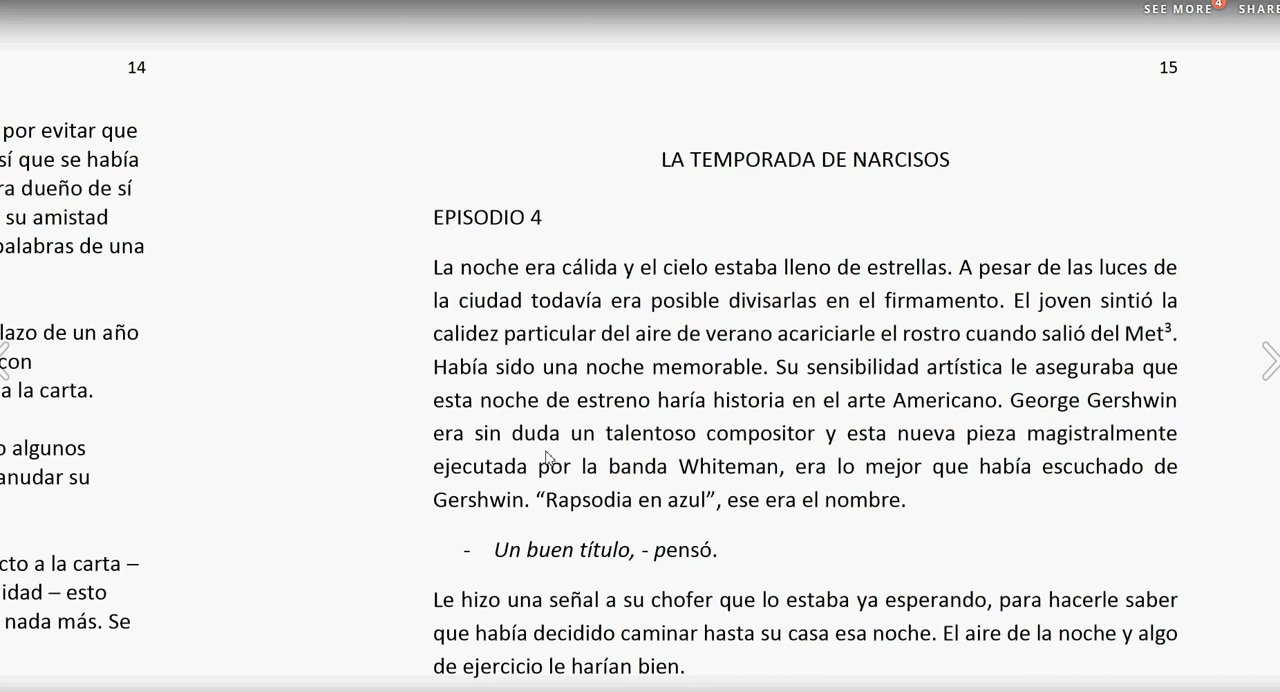 SEE MORE 4 SHARE
14
por evitar que
sí que se había
ra dueño de sí
su amistad
palabras de una
lazo de un año
con
a la carta.
o algunos
anudar su
cto a la carta –
idad – esto
nada más. Se
15
LA TEMPORADA DE NARCISOS
EPISODIO 4
La noche era cálida y el cielo estaba lleno de estrellas. A pesar de las luces de
la ciudad todavía era posible divisarlas en el firmamento. El joven sintió la
calidez particular del aire de verano acariciarle el rostro cuando salió del Met³.
Había sido una noche memorable. Su sensibilidad artística le aseguraba que
esta noche de estreno haría historia en el arte Americano. George Gershwin
era sin duda un talentoso compositor y esta nueva pieza magistralmente
ejecutada por la banda Whiteman, era lo mejor que había escuchado de
Gershwin. “Rapsodia en azul”, ese era el nombre.
- Un buen título, - pensó.
Le hizo una señal a su chofer que lo estaba ya esperando, para hacerle saber
que había decidido caminar hasta su casa esa noche. El aire de la noche y algo
de ejercicio le harían bien.